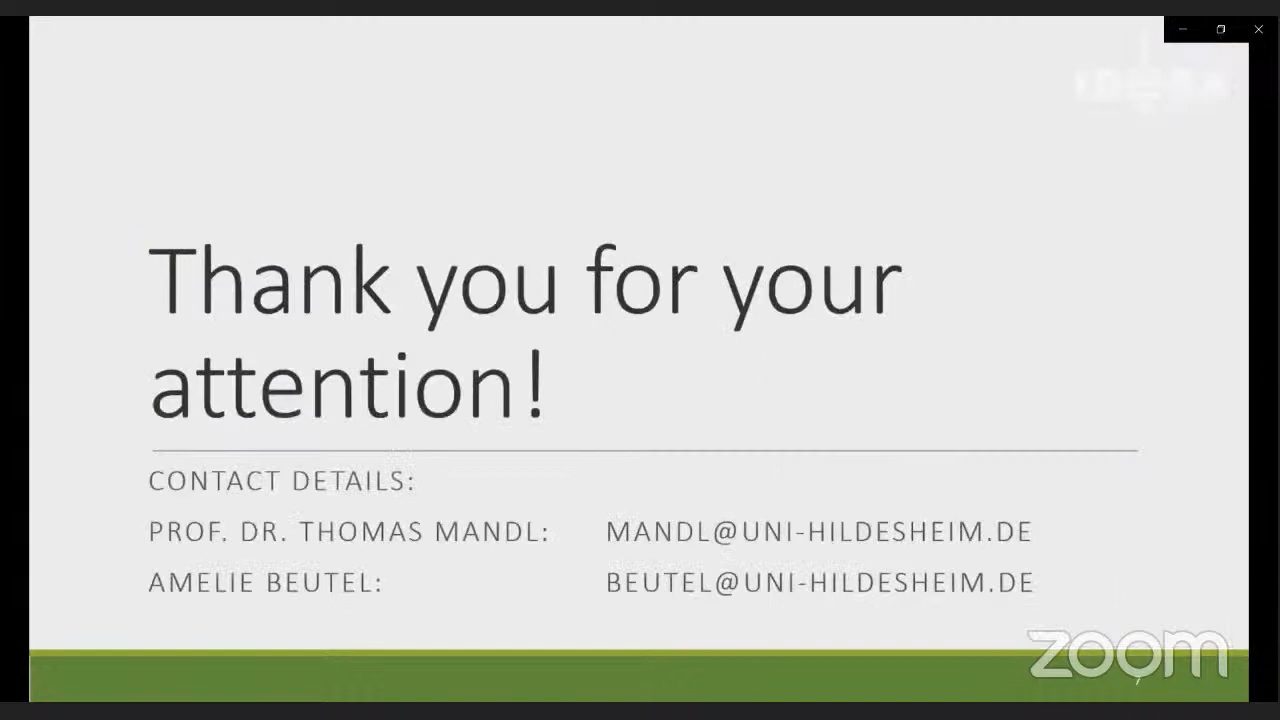 Thank you for your
attention!
CONTACT DETAILS:
PROF. DR. THOMAS MANDL: MANDL@UNI-HILDESHEIM.DE
AMELIE BEUTEL: BEUTEL@UNI-HILDESHEIM.DE
zoom
7